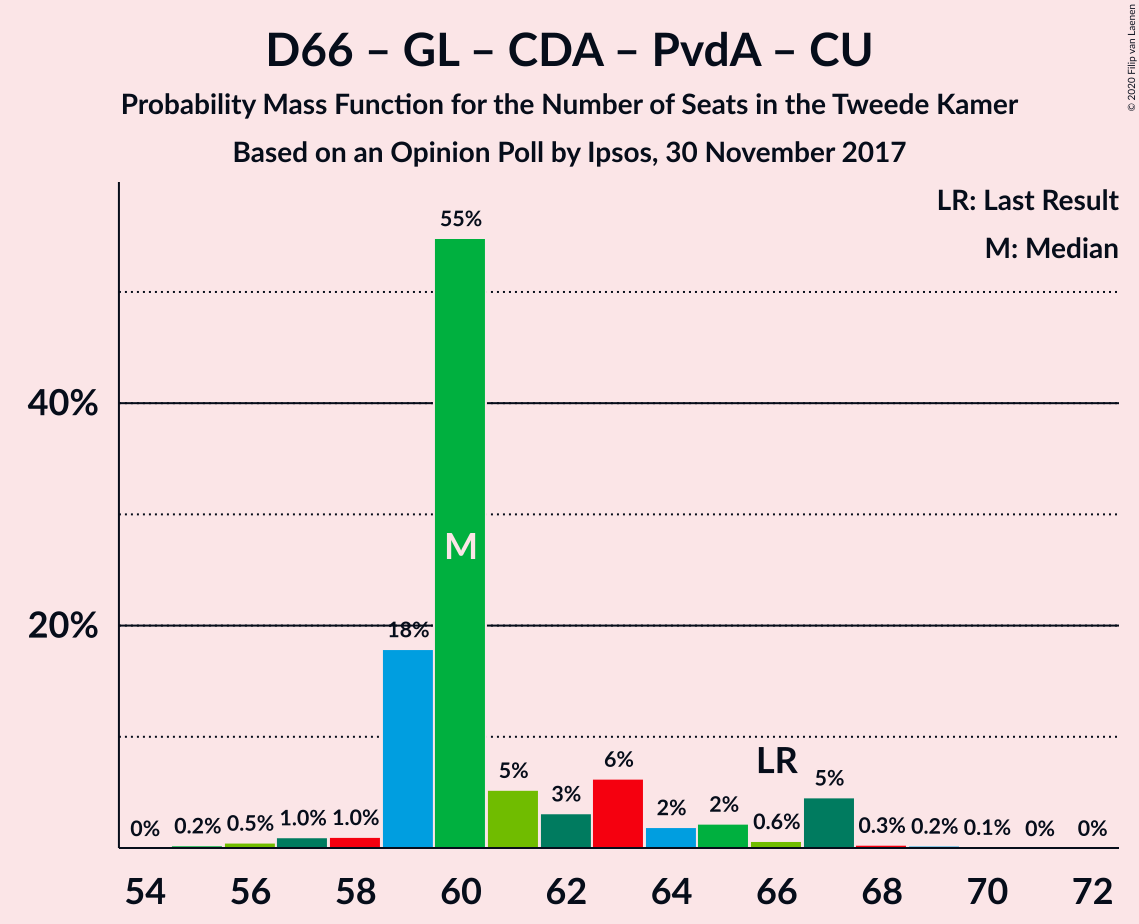 D66 – GL – CDA – PvdA – CU
Probability Mass Function for the Number of Seats in the Tweede Kamer
Based on an Opinion Poll by Ipsos, 30 November 2017
© 2020 Filip van Laenen
LR: Last Result
M: Median
40%
20%
0% 0.2% 0.5% 1.0% 1.0% 18% 55% 5% 3% 6% 2% 2% 0.6% 5% 0.3% 0.2% 0.1% 0% 0%
M
LR
54 56 58 60 62 64 66 68 70 72